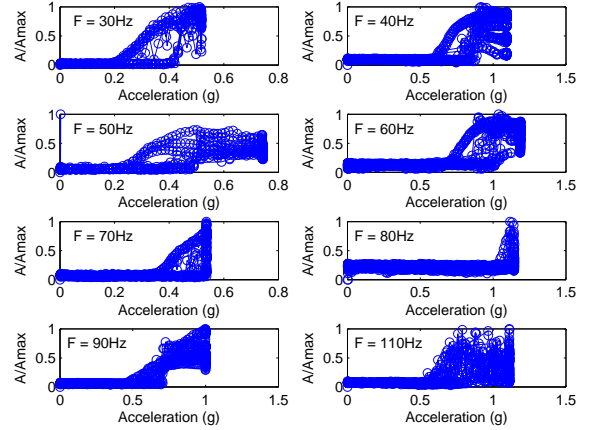 A/Amax
1
0.5
0
F = 30Hz
0 0.2 0.4 0.6 0.8
Acceleration (g)
A/Amax
1
0.5
0
F = 40Hz
0 0.5 1 1.5
Acceleration (g)
A/Amax
1
0.5
0
F = 50Hz
0 0.2 0.4 0.6 0.8
Acceleration (g)
A/Amax
1
0.5
0
F = 60Hz
0 0.5 1 1.5
Acceleration (g)
A/Amax
1
0.5
0
F = 70Hz
0 0.2 0.4 0.6 0.8
Acceleration (g)
A/Amax
1
0.5
0
F = 80Hz
0 0.5 1 1.5
Acceleration (g)
A/Amax
1
0.5
0
F = 90Hz
0 0.5 1 1.5
Acceleration (g)
A/Amax
1
0.5
0
F = 110Hz
0 0.5 1 1.5
Acceleration (g)